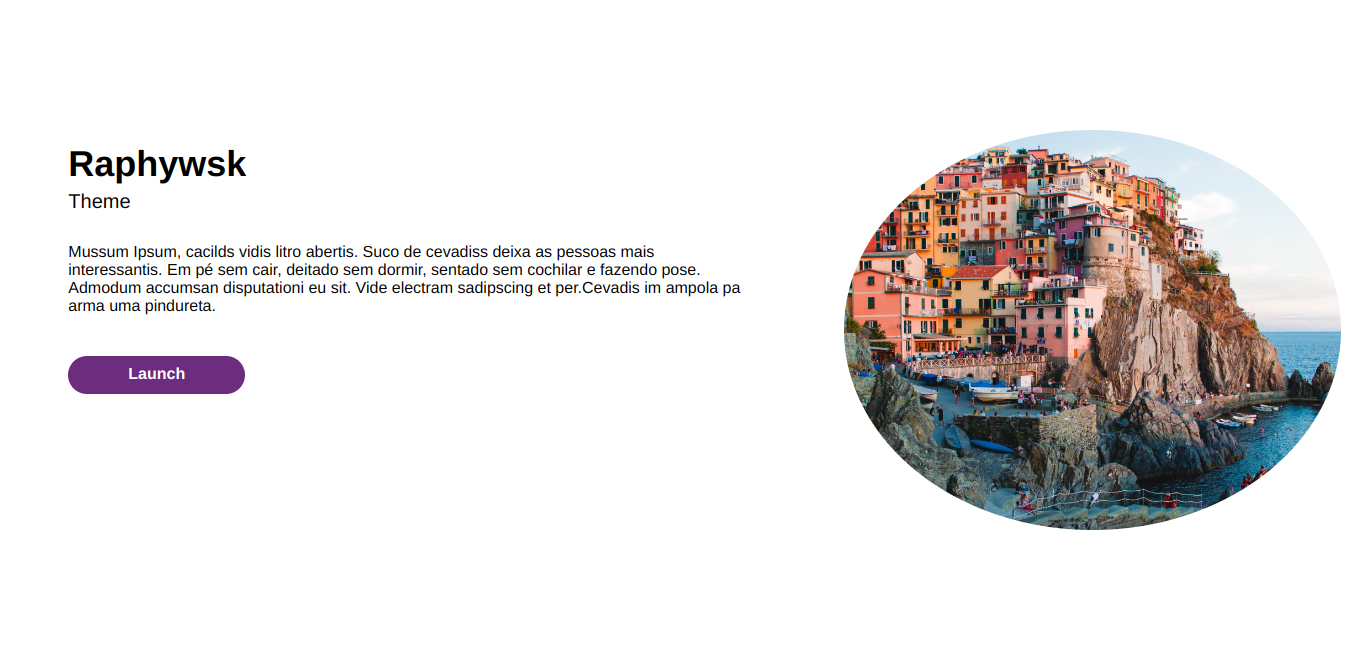 Raphywsk
Theme
Mussum Ipsum, cacilds vidis litro abertis. Suco de cevadiss deixa as pessoas mais
interessantis. Em pé sem cair, deitado sem dormir, sentado sem cochilar e fazendo pose.
Admodum accumsan disputationi eu sit. Vide electram sadipscing et per.Cevadis im ampola pa
arma uma pindureta.
Launch